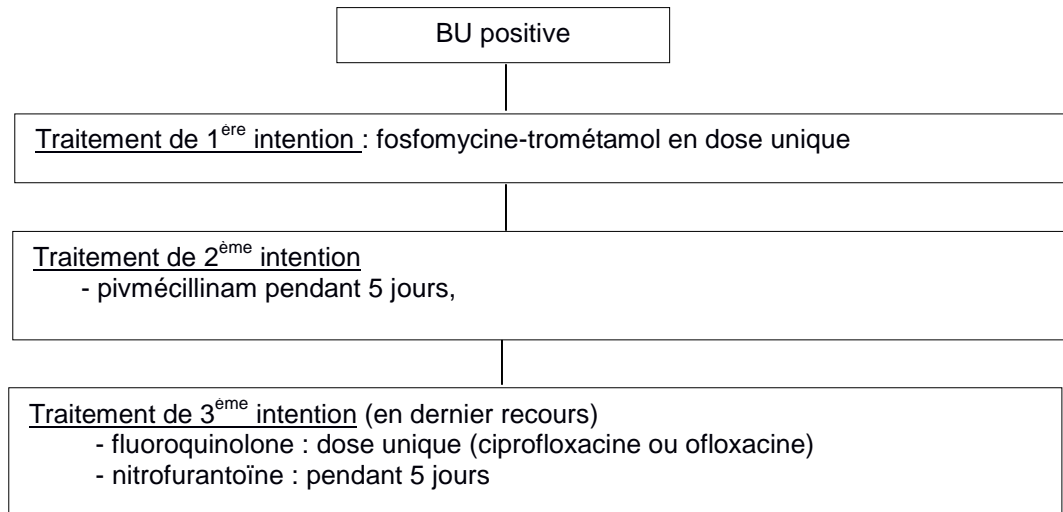 BU positive
Traitement de 1ère intention : fosfomycine-trométamol en dose unique
Traitement de 2ème intention
- pivmécillinam pendant 5 jours,
Traitement de 3ème intention (en dernier recours)
- fluoroquinolone : dose unique (ciprofloxacine ou ofloxacine)
- nitrofurantoïne : pendant 5 jours